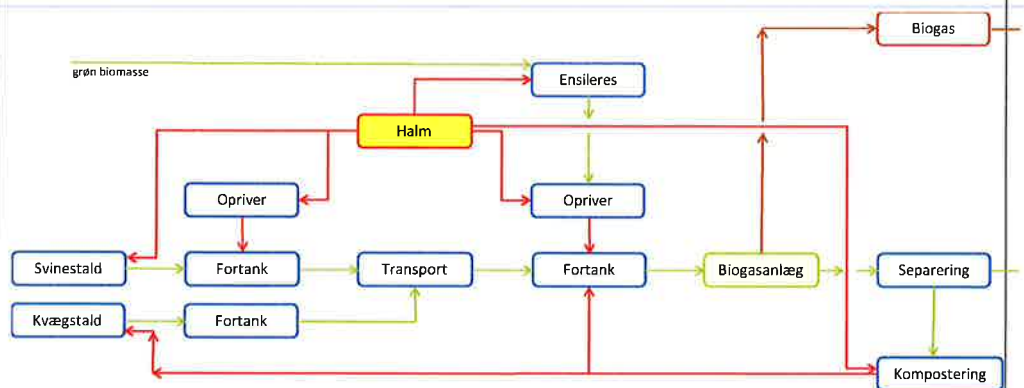 Biogas
grøn biomasse
Ensileres
Halm
Opriver
Opriver
Svinestald
Fortank
Transport
Fortank
Biogasanlæg
Separering
Kvægstald
Fortank
Kompostering